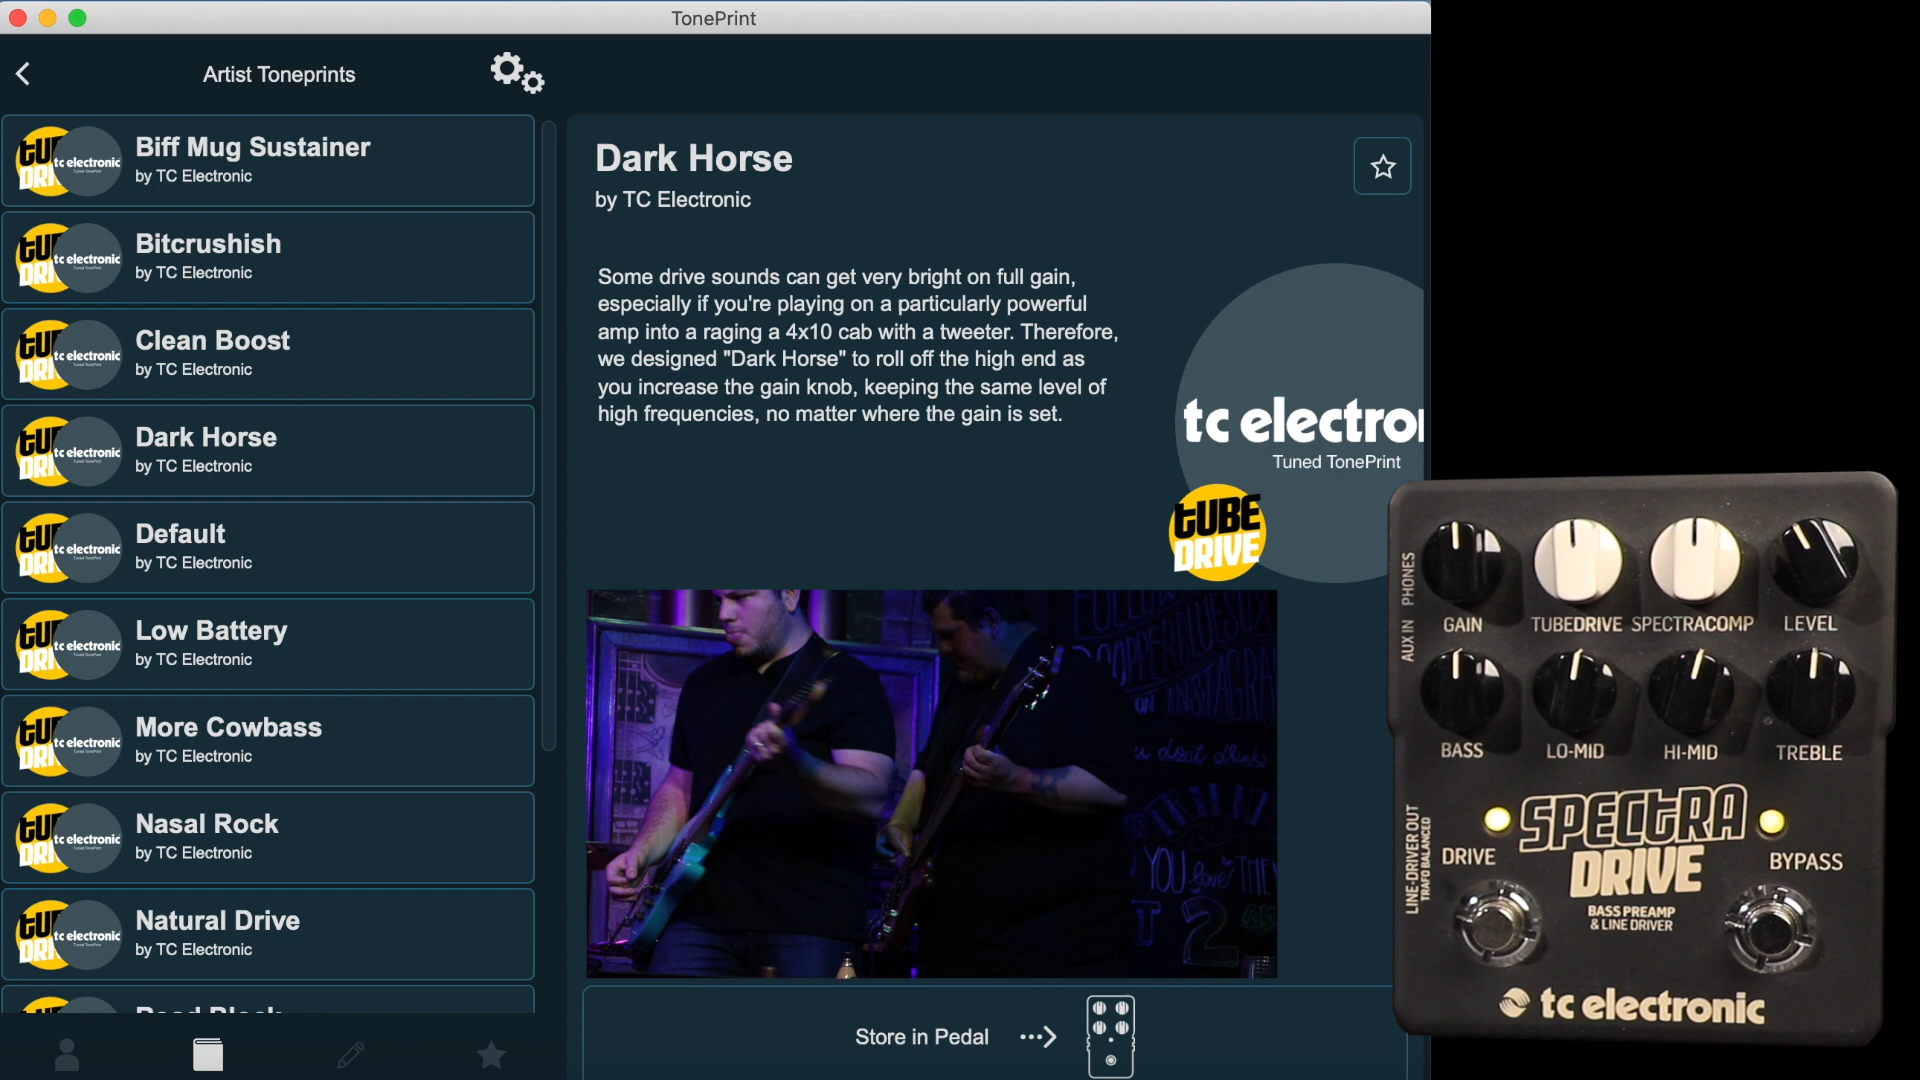 TonePrint
Artist Toneprints
Biff Mug Sustainer
by TC Electronic
Bitcrushish
by TC Electronic
Clean Boost
by TC Electronic
Dark Horse
by TC Electronic
Default
by TC Electronic
Low Battery
by TC Electronic
More Cowbass
by TC Electronic
Nasal Rock
by TC Electronic
Natural Drive
by TC Electronic
Dark Horse
by TC Electronic
Some drive sounds can get very bright on full gain,
especially if you're playing on a particularly powerful
amp into a raging a 4x10 cab with a tweeter. Therefore,
we designed "Dark Horse" to roll off the high end as
you increase the gain knob, keeping the same level of
high frequencies, no matter where the gain is set.
tc electron
Tuned TonePrint
tUBE
DRIVE
Store in Pedal
PHONES
AUX IN
GAIN TUBEDRIVE SPECTRACOMP LEVEL
BASS LO-MID HI-MID TREBLE
LINE-DRIVER OUT
TRAFO BALANCED
DRIVE
SPECTRA
DRIVE
BYPASS
BASS PREAMP
& LINE DRIVER
tc electronic